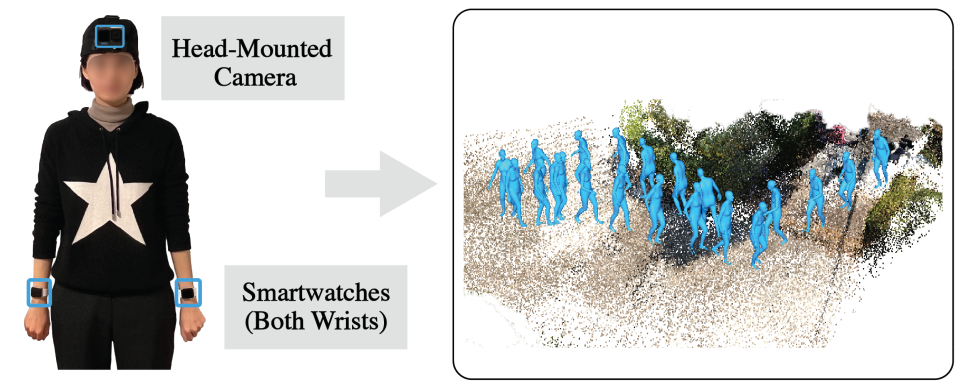 Head-Mounted
Camera
Smartwatches
(Both Wrists)